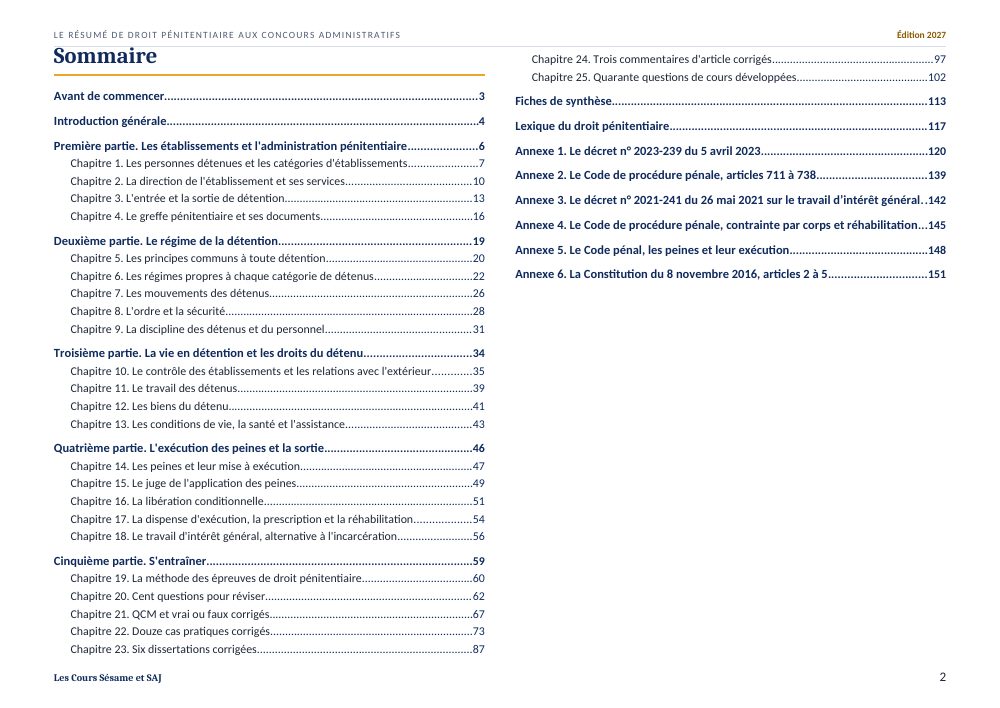 LE RÉSUMÉ DE DROIT PÉNITENTIAIRE AUX CONCOURS ADMINISTRATIFS
Édition 2027
Sommaire
Avant de commencer....................3
Introduction générale....................4
Première partie. Les établissements et l'administration pénitentiaire....................6
Chapitre 1. Les personnes détenues et les catégories d'établissements....................7
Chapitre 2. La direction de l'établissement et ses services....................10
Chapitre 3. L'entrée et la sortie de détention....................13
Chapitre 4. Le greffe pénitentiaire et ses documents....................16
Deuxième partie. Le régime de la détention....................19
Chapitre 5. Les principes communs à toute détention....................20
Chapitre 6. Les régimes propres à chaque catégorie de détenus....................22
Chapitre 7. Les mouvements des détenus....................26
Chapitre 8. L'ordre et la sécurité....................28
Chapitre 9. La discipline des détenus et du personnel....................31
Troisième partie. La vie en détention et les droits du détenu....................34
Chapitre 10. Le contrôle des établissements et les relations avec l'extérieur....................35
Chapitre 11. Le travail des détenus....................39
Chapitre 12. Les biens du détenu....................41
Chapitre 13. Les conditions de vie, la santé et l'assistance....................43
Quatrième partie. L'exécution des peines et la sortie....................46
Chapitre 14. Les peines et leur mise à exécution....................47
Chapitre 15. Le juge de l'application des peines....................49
Chapitre 16. La libération conditionnelle....................51
Chapitre 17. La dispense d'exécution, la prescription et la réhabilitation....................54
Chapitre 18. Le travail d'intérêt général, alternative à l'incarcération....................56
Cinquième partie. S'entraîner....................59
Chapitre 19. La méthode des épreuves de droit pénitentiaire....................60
Chapitre 20. Cent questions pour réviser....................62
Chapitre 21. QCM et vrai ou faux corrigés....................67
Chapitre 22. Douze cas pratiques corrigés....................73
Chapitre 23. Six dissertations corrigées....................87
Chapitre 24. Trois commentaires d'article corrigés....................97
Chapitre 25. Quarante questions de cours développées....................102
Fiches de synthèse....................113
Lexique du droit pénitentiaire....................117
Annexe 1. Le décret n° 2023-239 du 5 avril 2023....................120
Annexe 2. Le Code de procédure pénale, articles 711 à 738....................139
Annexe 3. Le décret n° 2021-241 du 26 mai 2021 sur le travail d’intérêt général..142
Annexe 4. Le Code de procédure pénale, contrainte par corps et réhabilitation...145
Annexe 5. Le Code pénal, les peines et leur exécution....................148
Annexe 6. La Constitution du 8 novembre 2016, articles 2 à 5....................151
Les Cours Sésame et SAJ
2